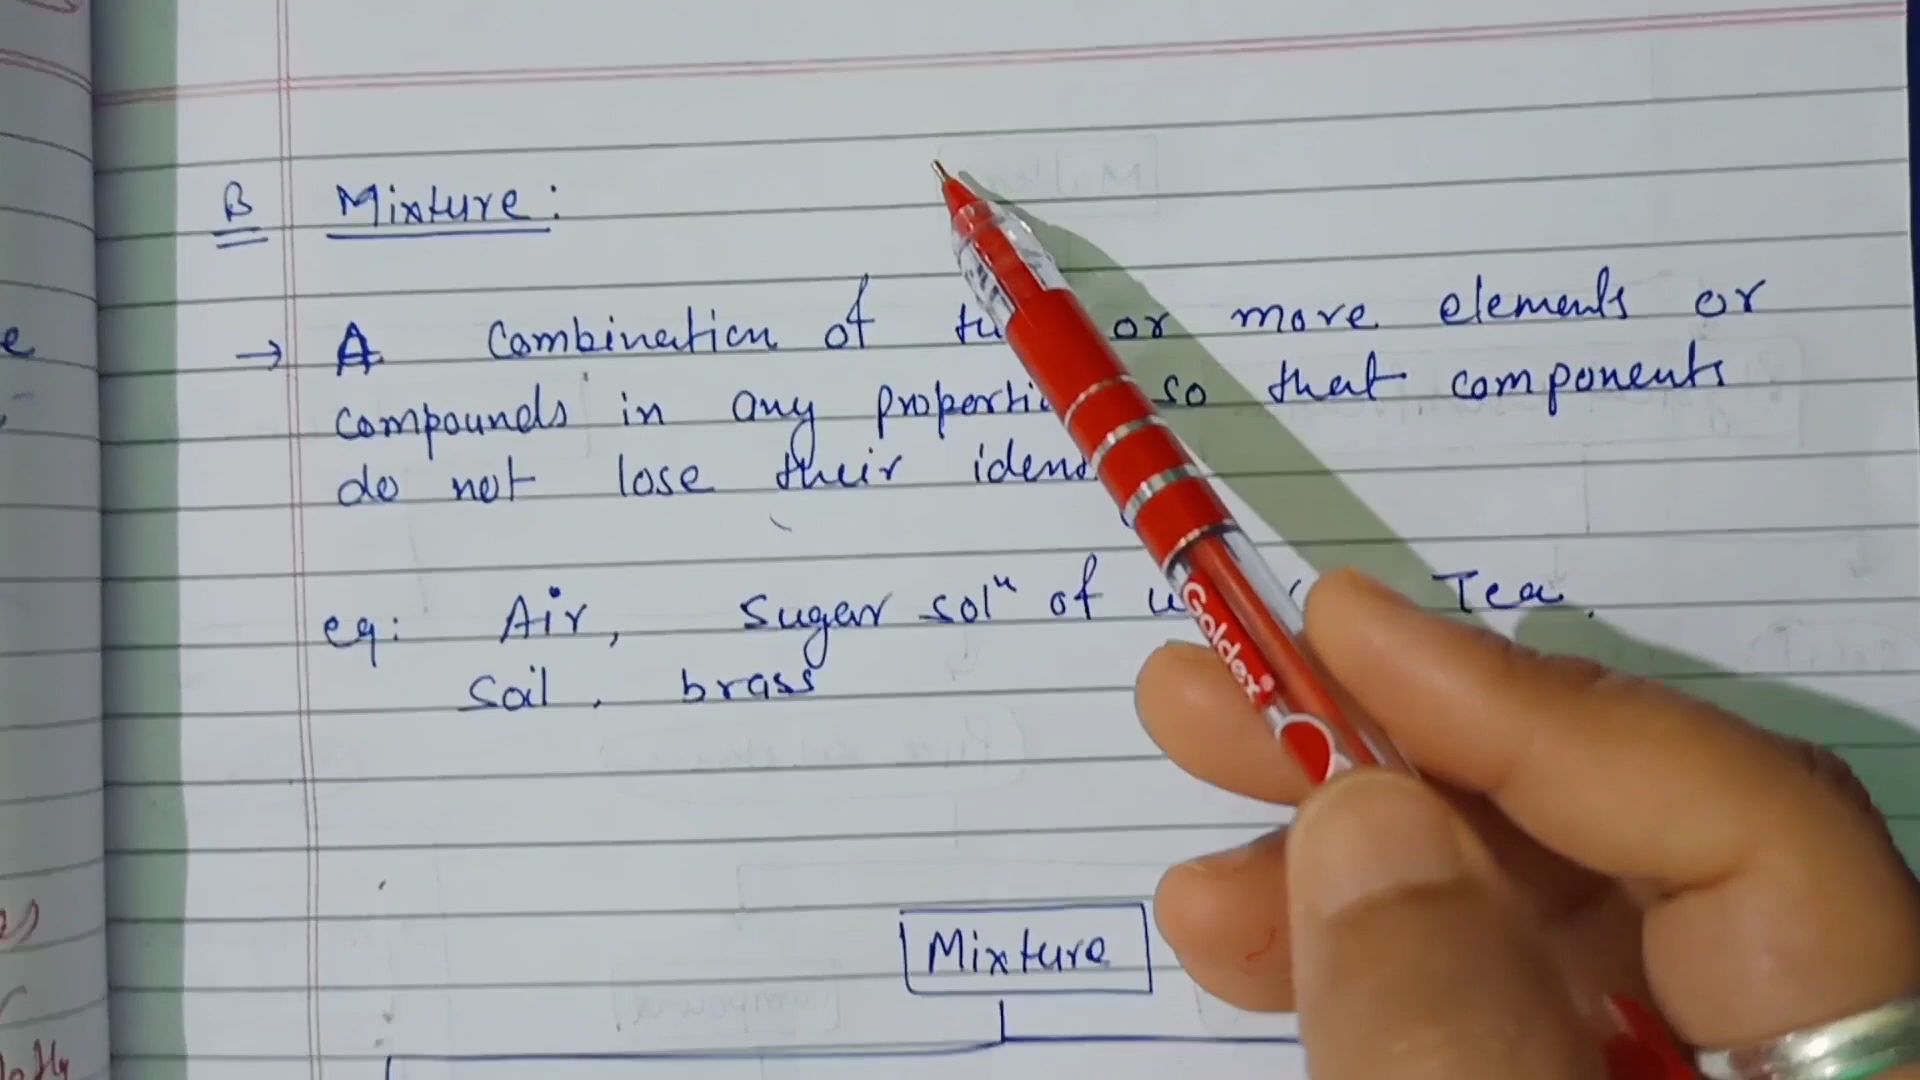 B Mixture:
→ A combination of or more elements or
compounds in any so that components
do not lose their
eg: Air, Sugar solⁿ of Tea.
Soil, brass
Goldex
Mixture